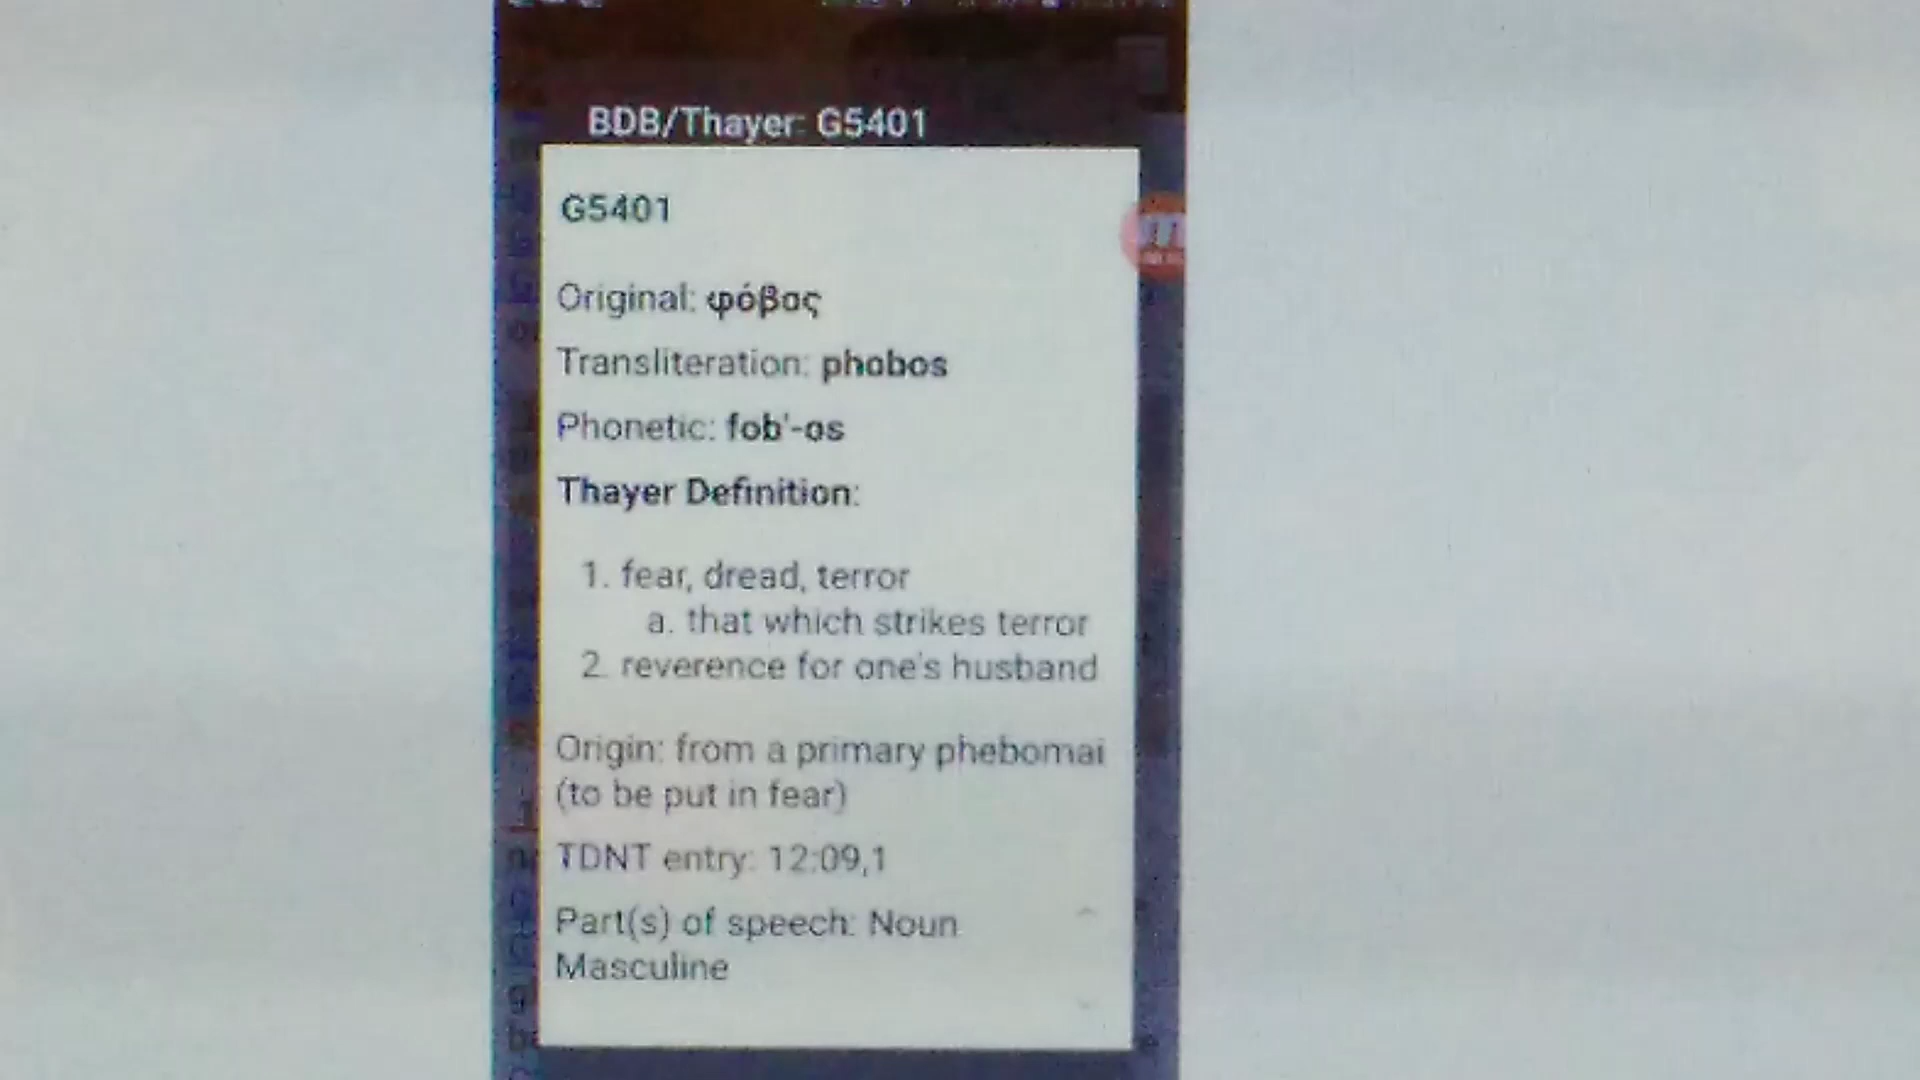 BDB/Thayer: G5401
G5401
Original: φόβος
Transliteration: phobos
Phonetic: fob'-os
Thayer Definition:
1. fear, dread, terror
a. that which strikes terror
2. reverence for one's husband
Origin: from a primary phebomai
(to be put in fear)
TDNT entry: 12:09,1
Part(s) of speech: Noun
Masculine